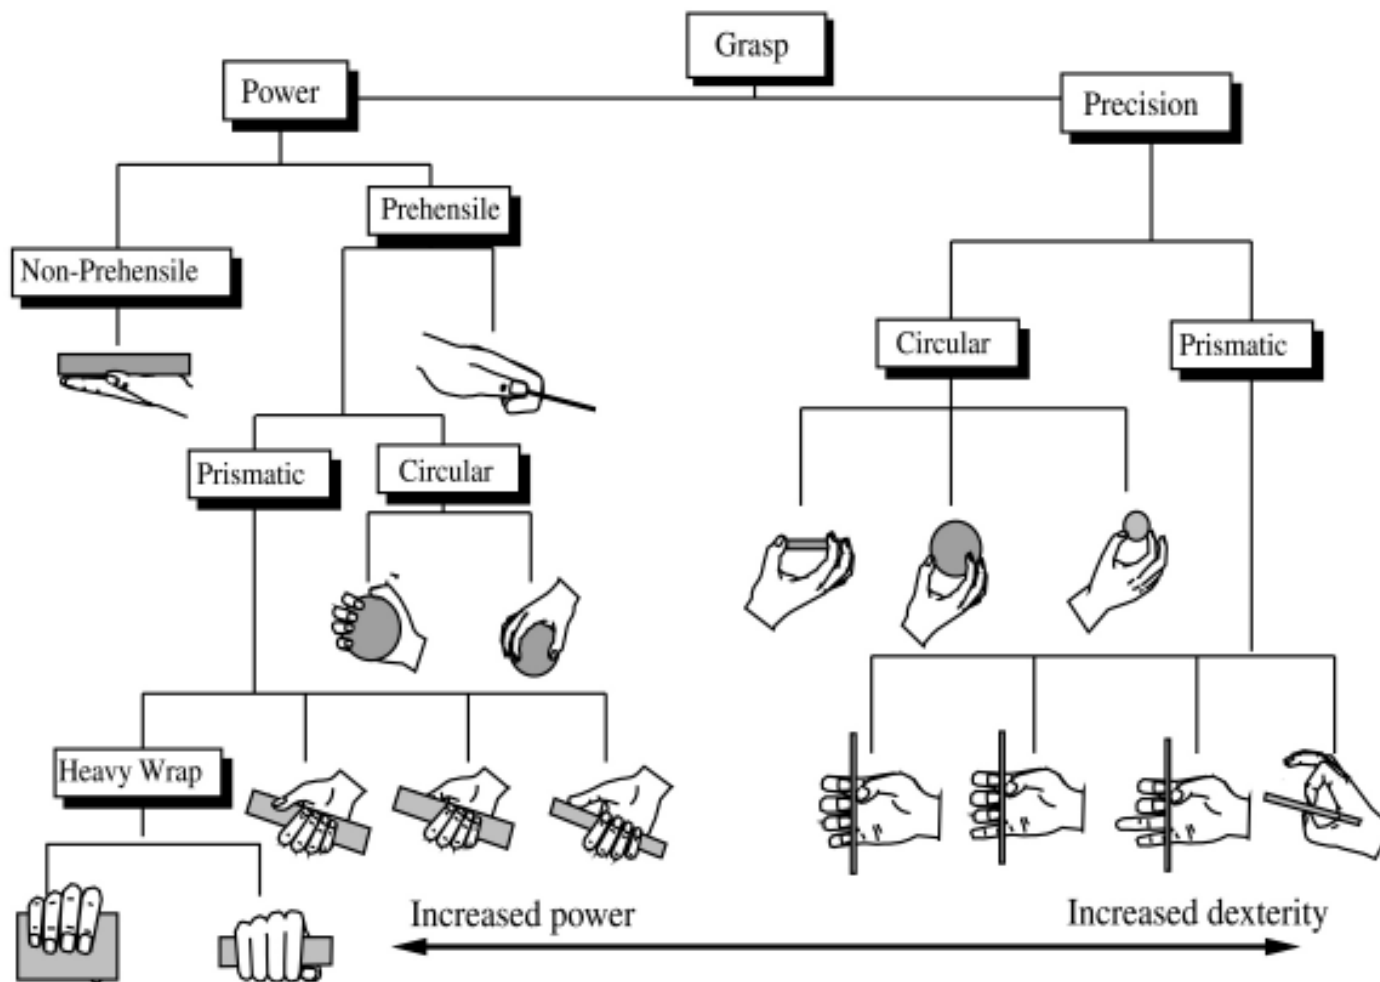 Grasp
Power
Precision
Prehensile
Non-Prehensile
Circular
Prismatic
Prismatic
Circular
Heavy Wrap
Increased power
Increased dexterity